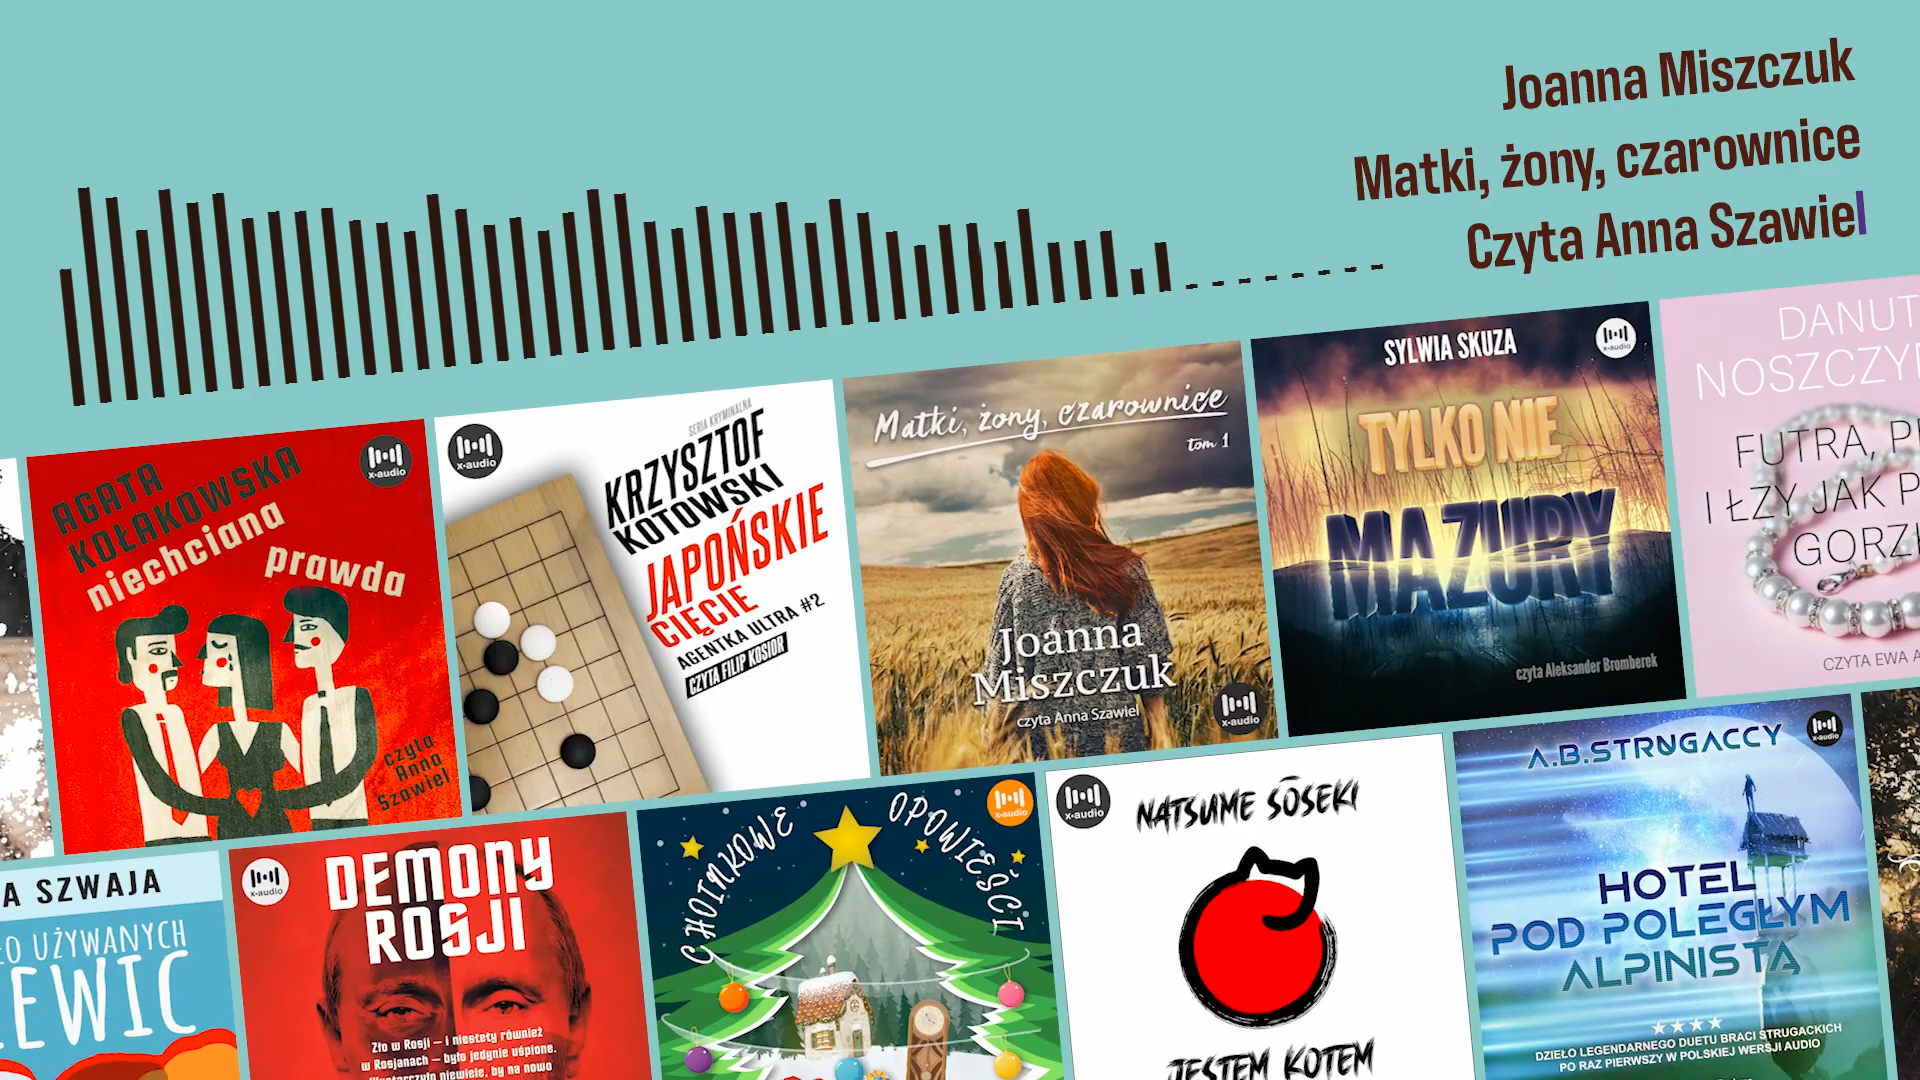 Joanna Miszczuk
Matki, żony, czarownice
Czyta Anna Szawiel
AGATA
KOŁAKOWSKA
niechciana
prawda
czyta
Anna
Szawiel
x-audio
x-audio
SERIA KRYMINALNA
KRZYSZTOF
KOTOWSKI
JAPOŃSKIE
CIĘCIE
AGENTKA ULTRA #2
CZYTA FILIP KOSIOR
Matki, żony, czarownice
tom 1
Joanna
Miszczuk
czyta Anna Szawiel
x-audio
SYLWIA SKUZA
x-audio
TYLKO NIE
MAZURY
czyta Aleksander Bromberek
DANUT
NOSZCZY
FUTRA, P
I ŁZY JAK P
GORZ
CZYTA EWA A
A SZWAJA
UŻYWANYCH
EWIC
x-audio
DEMONY
ROSJI
Zło w Rosji – i niestety również
w Rosjanach – było jedynie uśpione.
Wystarczyło niewiele, by na nowo
CHOINKOWE
OPOWIEŚCI
x-audio
x-audio
NATSUME SŌSEKI
JESTEM KOTEM
A.B.STRUGACCY
x-audio
HOTEL
POD POLEGŁYM
ALPINISTĄ
DZIEŁO LEGENDARNEGO DUETU BRACI STRUGACKICH
PO RAZ PIERWSZY W POLSKIEJ WERSJI AUDIO